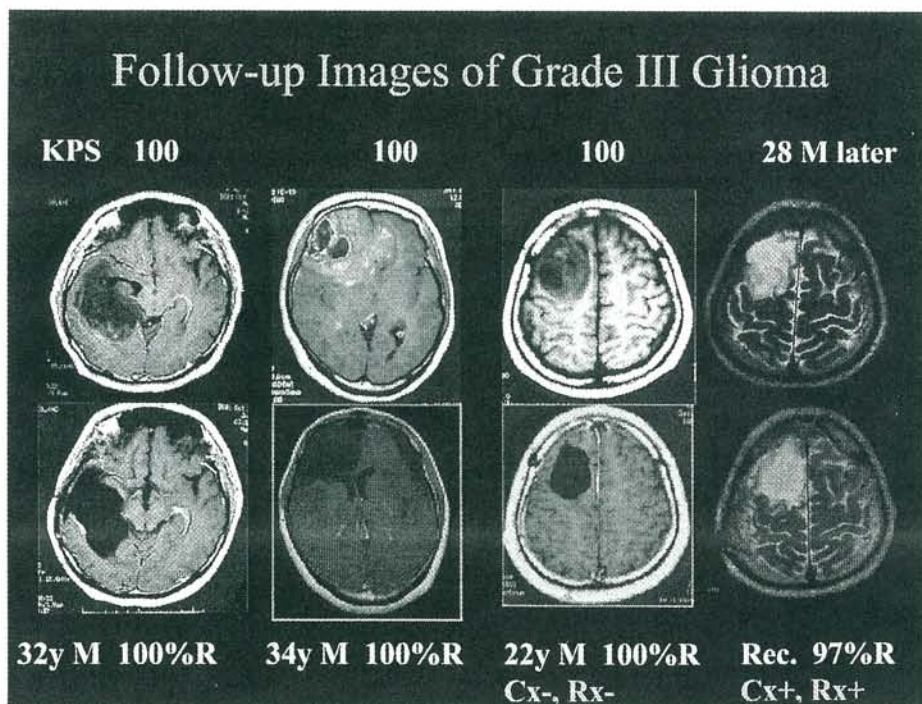 Follow-up Images of Grade III Glioma
KPS 100 100 100 28 M later
32y M 100%R 34y M 100%R 22y M 100%R Rec. 97%R
Cx-, Rx- Cx+, Rx+